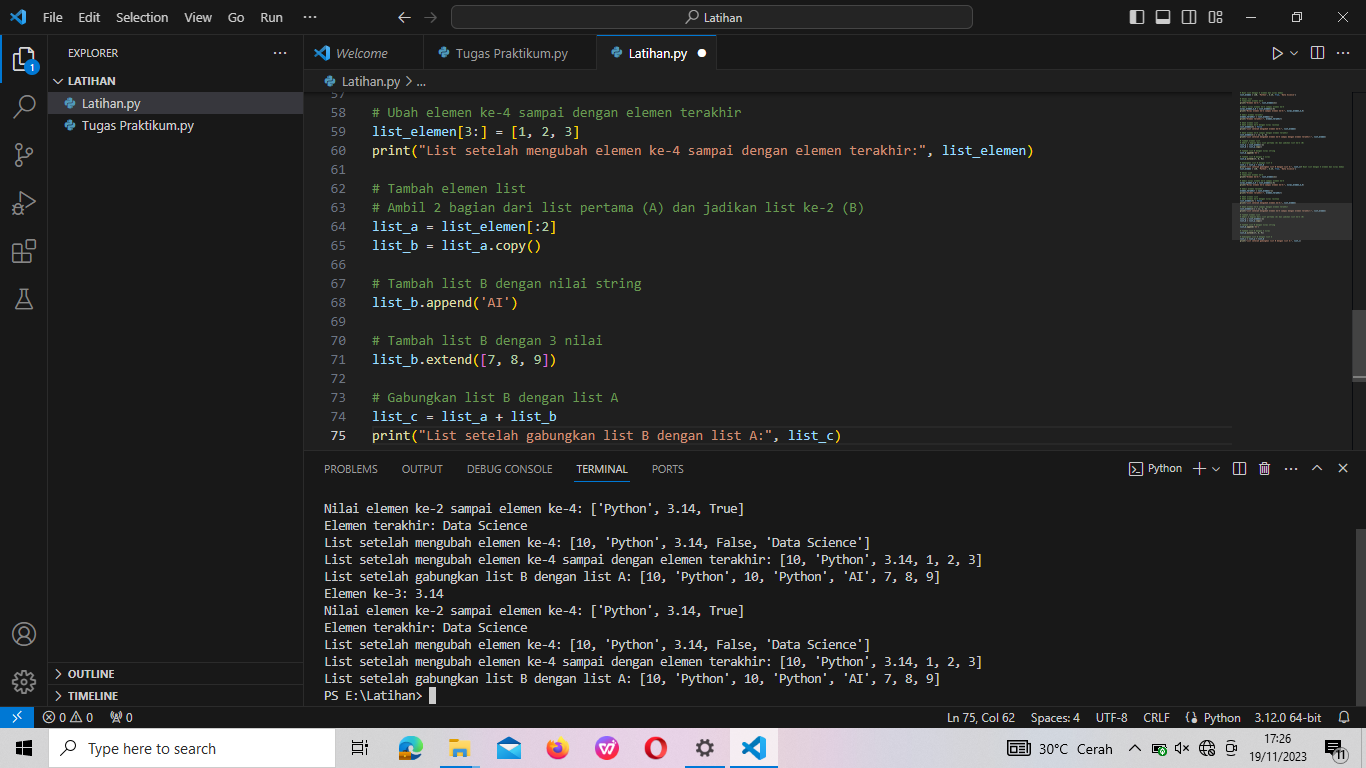 File Edit Selection View Go Run ···
Latihan
EXPLORER
LATIHAN
Latihan.py
Tugas Praktikum.py
OUTLINE
TIMELINE
1
Welcome
Tugas Praktikum.py
Latihan.py
Latihan.py > ...
57
58 # Ubah elemen ke-4 sampai dengan elemen terakhir
59 list_elemen[3:] = [1, 2, 3]
60 print("List setelah mengubah elemen ke-4 sampai dengan elemen terakhir:", list_elemen)
61
62 # Tambah elemen list
63 # Ambil 2 bagian dari list pertama (A) dan jadikan list ke-2 (B)
64 list_a = list_elemen[:2]
65 list_b = list_a.copy()
66
67 # Tambah list B dengan nilai string
68 list_b.append('AI')
69
70 # Tambah list B dengan 3 nilai
71 list_b.extend([7, 8, 9])
72
73 # Gabungkan list B dengan list A
74 list_c = list_a + list_b
75 print("List setelah gabungkan list B dengan list A:", list_c)
PROBLEMS OUTPUT DEBUG CONSOLE TERMINAL PORTS
Python
Nilai elemen ke-2 sampai elemen ke-4: ['Python', 3.14, True]
Elemen terakhir: Data Science
List setelah mengubah elemen ke-4: [10, 'Python', 3.14, False, 'Data Science']
List setelah mengubah elemen ke-4 sampai dengan elemen terakhir: [10, 'Python', 3.14, 1, 2, 3]
List setelah gabungkan list B dengan list A: [10, 'Python', 10, 'Python', 'AI', 7, 8, 9]
Elemen ke-3: 3.14
Nilai elemen ke-2 sampai elemen ke-4: ['Python', 3.14, True]
Elemen terakhir: Data Science
List setelah mengubah elemen ke-4: [10, 'Python', 3.14, False, 'Data Science']
List setelah mengubah elemen ke-4 sampai dengan elemen terakhir: [10, 'Python', 3.14, 1, 2, 3]
List setelah gabungkan list B dengan list A: [10, 'Python', 10, 'Python', 'AI', 7, 8, 9]
PS E:\Latihan>
0 0 0
Ln 75, Col 62 Spaces: 4 UTF-8 CRLF Python 3.12.0 64-bit
Type here to search
30°C Cerah
17:26
19/11/2023
11